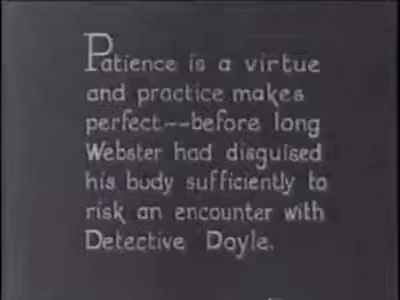 Patience is a virtue
and practice makes
perfect--before long
Webster had disguised
his body sufficiently to
risk an encounter with
Detective Doyle.